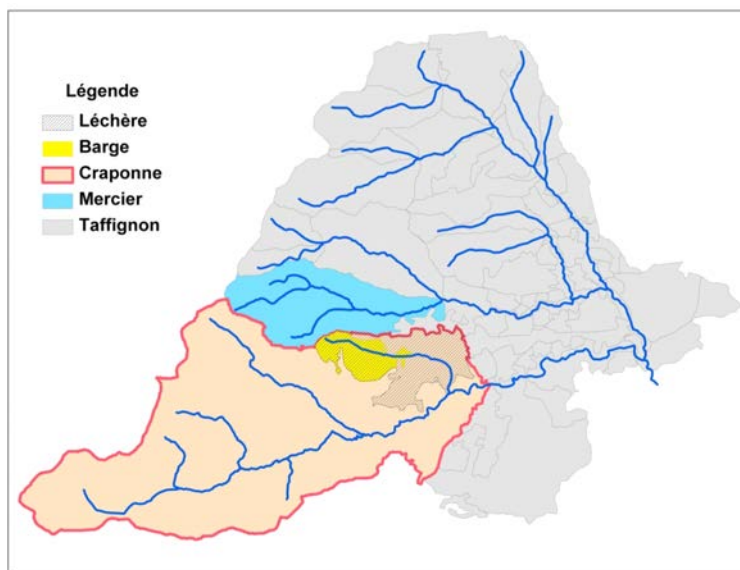 Légende
Léchère
Barge
Craponne
Mercier
Taffignon